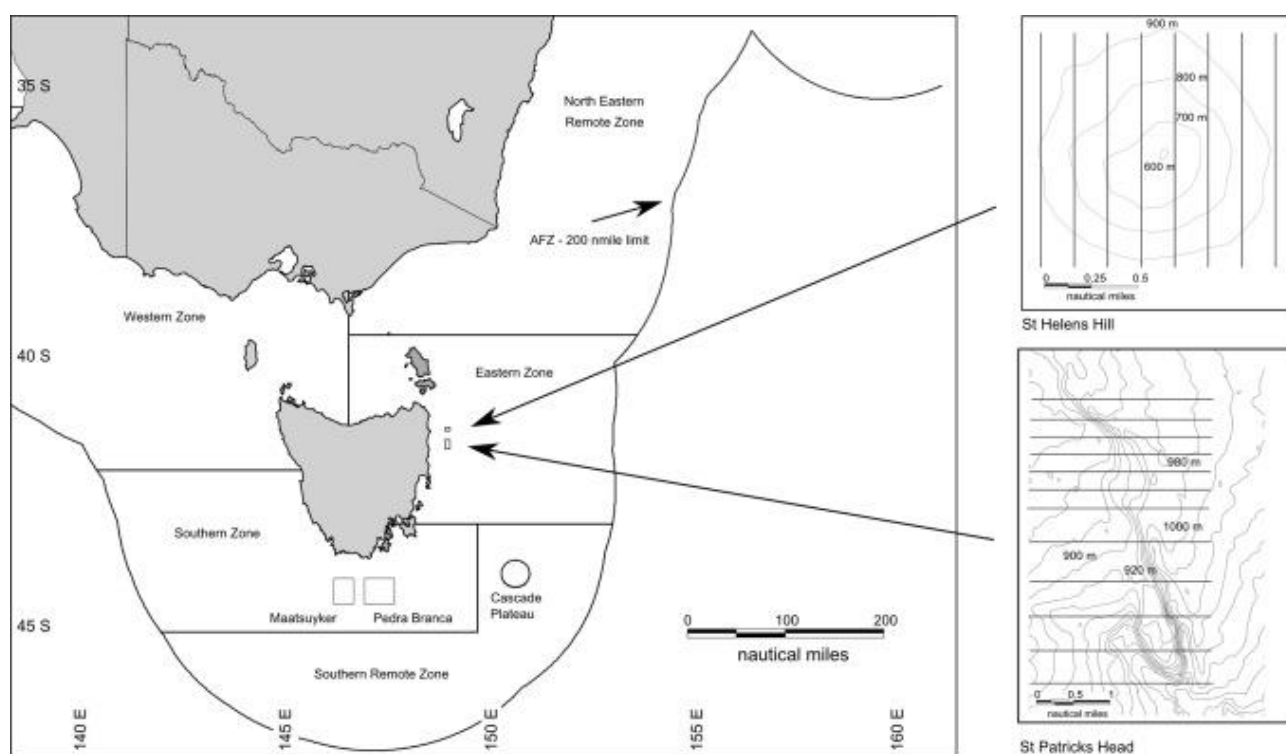 35 S
40 S
45 S
140 E
145 E
150 E
155 E
160 E
North Eastern
Remote Zone
AFZ - 200 nmile limit
Western Zone
Eastern Zone
Southern Zone
Maatsuyker
Pedra Branca
Cascade
Plateau
Southern Remote Zone
0 100 200
nautical miles
900 m
800 m
700 m
600 m
0 0.25 0.5
nautical miles
St Helens Hill
980 m
1000 m
900 m
920 m
0 0.5 1
nautical miles
St Patricks Head